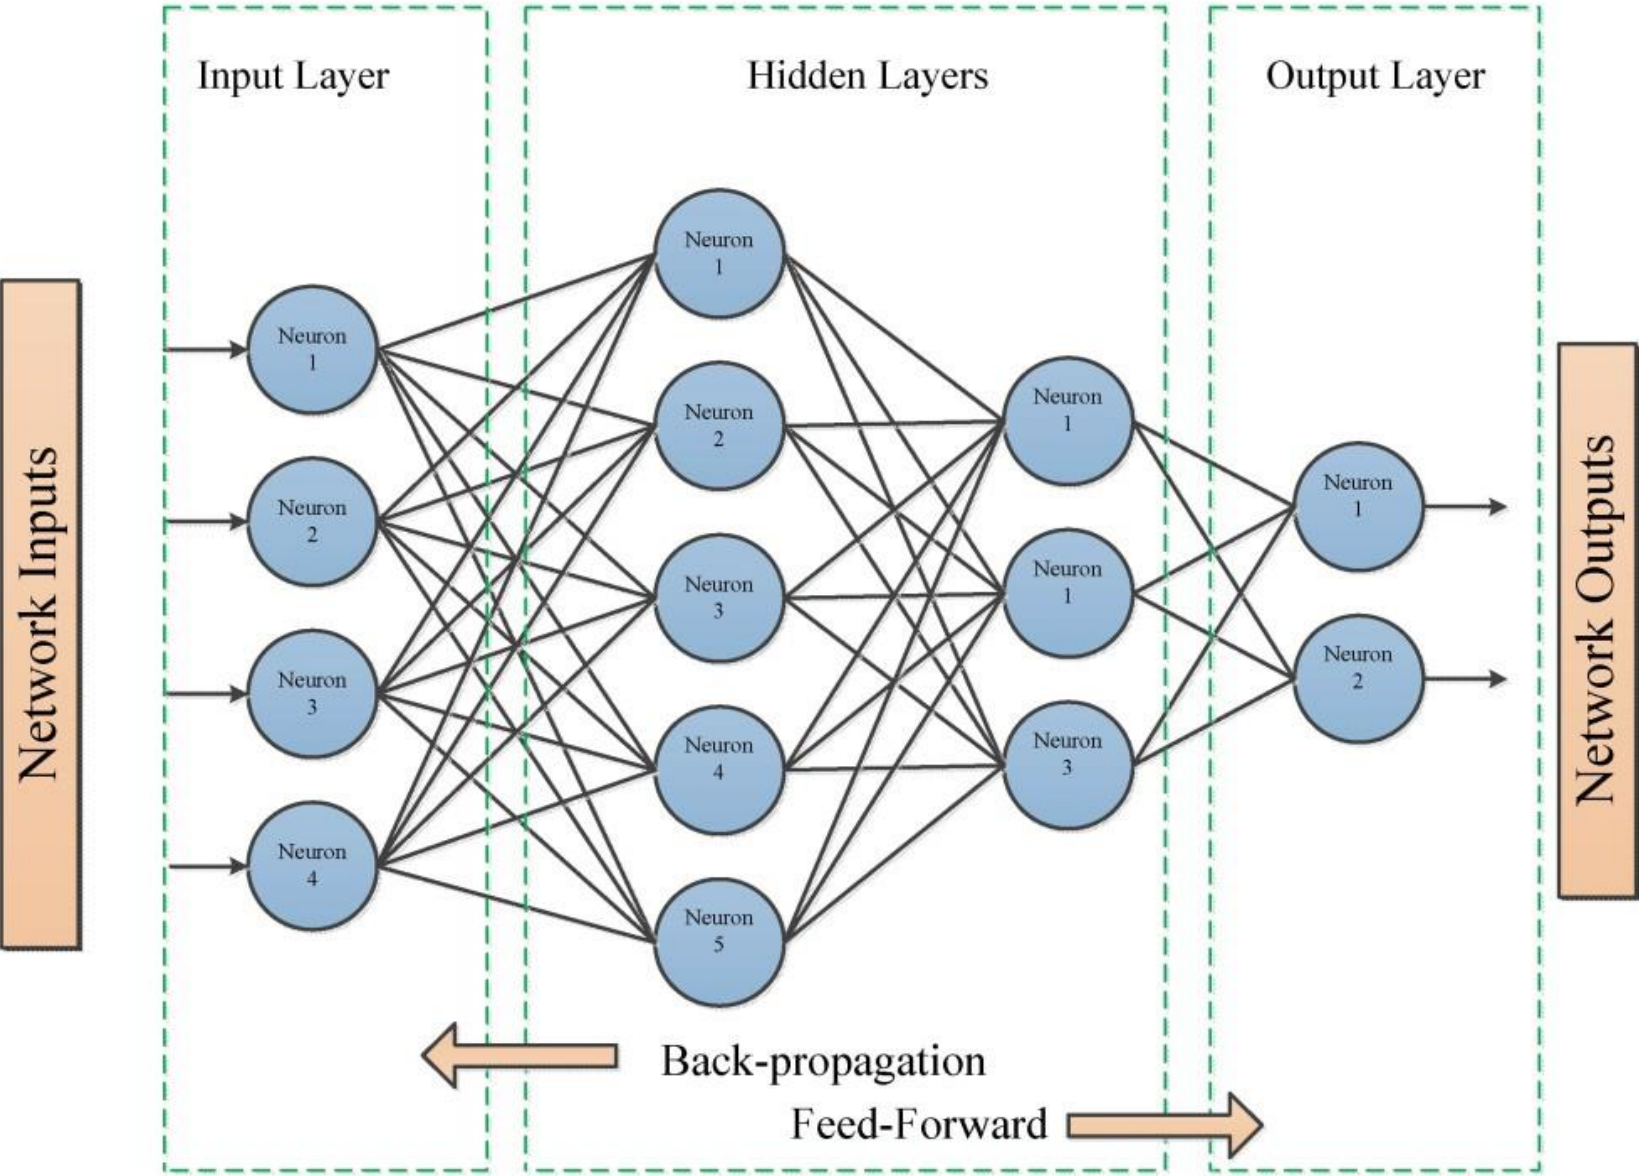 Input Layer
Hidden Layers
Output Layer
Network Inputs
Neuron
1
Neuron
2
Neuron
3
Neuron
4
Neuron
1
Neuron
2
Neuron
3
Neuron
4
Neuron
5
Neuron
1
Neuron
1
Neuron
3
Neuron
1
Neuron
2
Network Outputs
Back-propagation
Feed-Forward